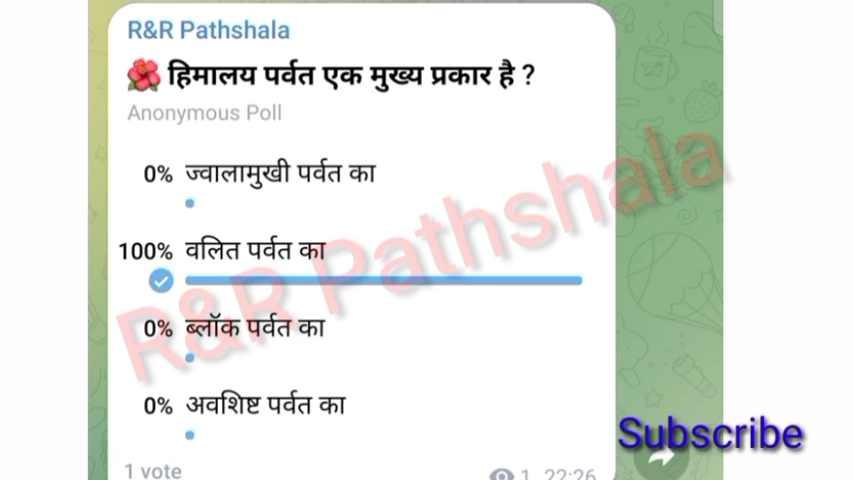 R&R Pathshala
हिमालय पर्वत एक मुख्य प्रकार है ?
Anonymous Poll
0% ज्वालामुखी पर्वत का
100% वलित पर्वत का
0% ब्लॉक पर्वत का
0% अवशिष्ट पर्वत का
1 vote
1 22:26
R&R Pathshala
Subscribe